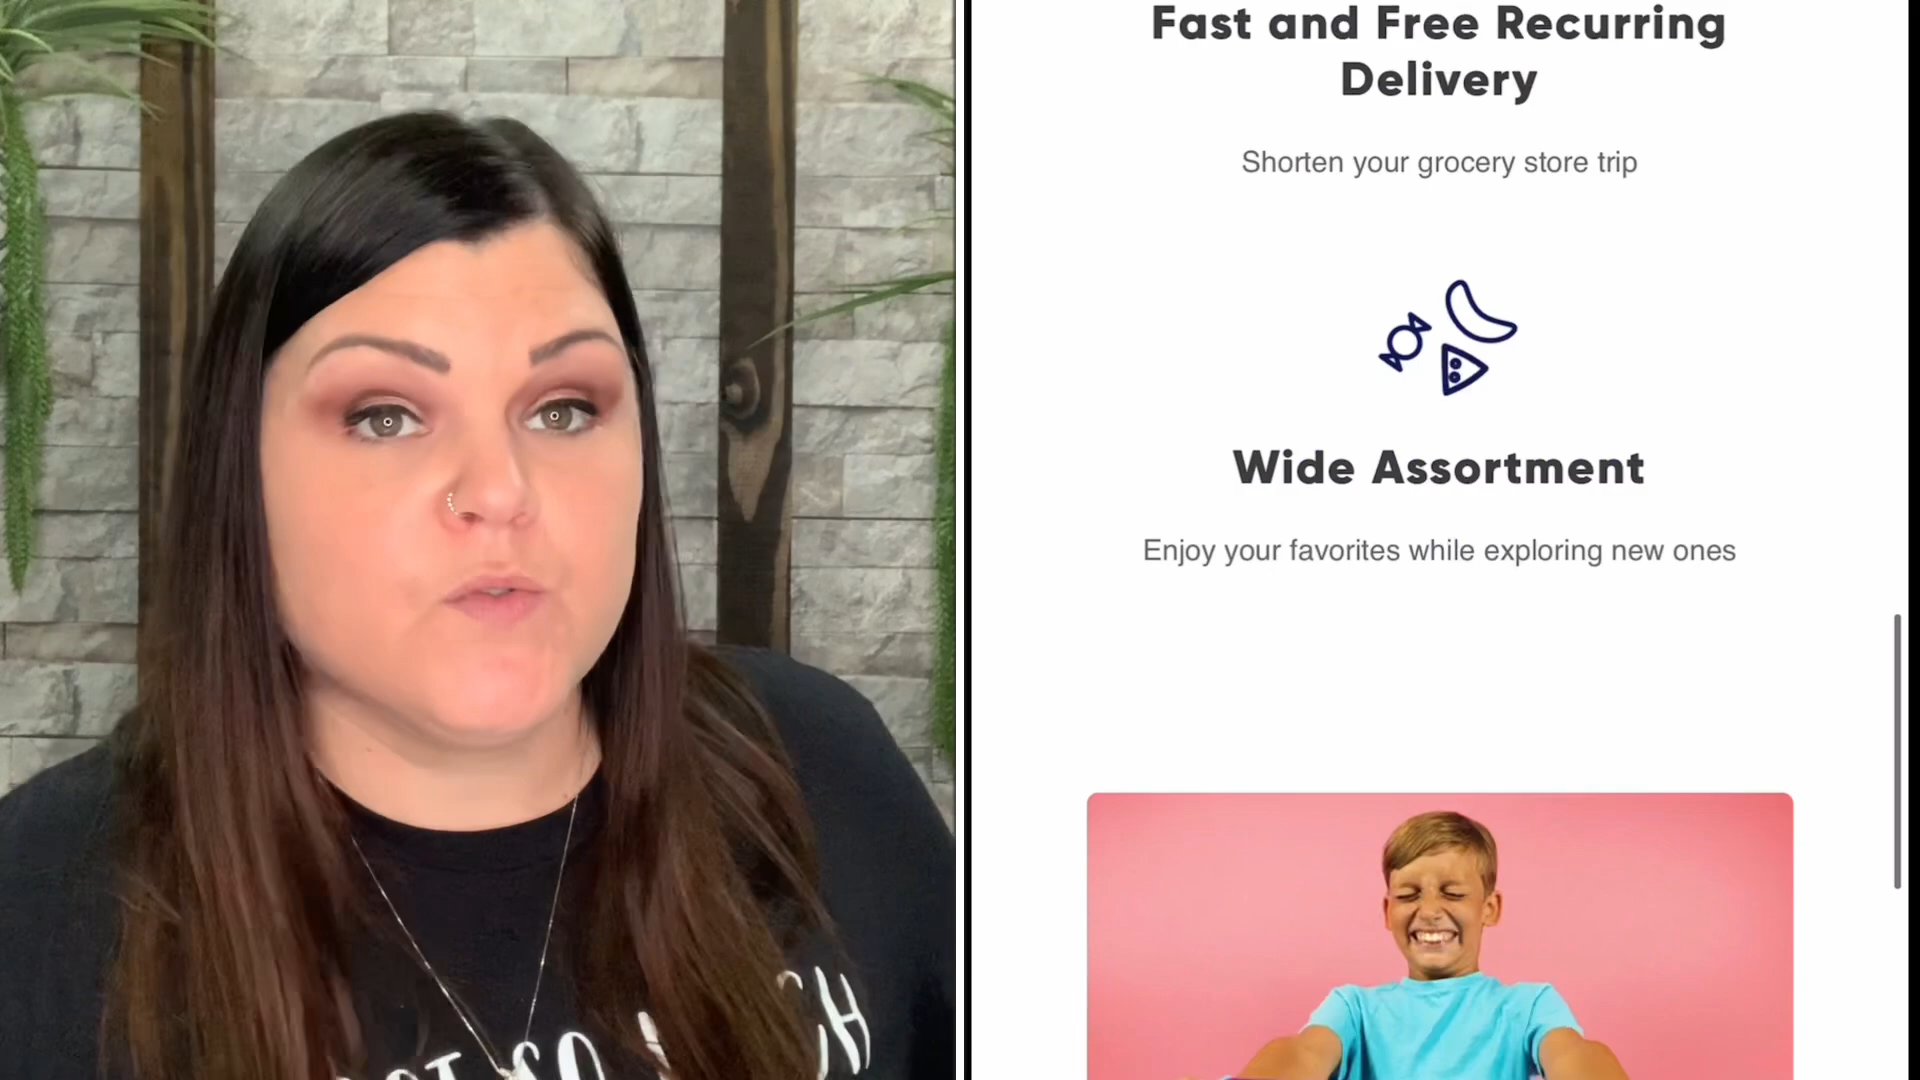 Fast and Free Recurring
Delivery
Shorten your grocery store trip
Wide Assortment
Enjoy your favorites while exploring new ones